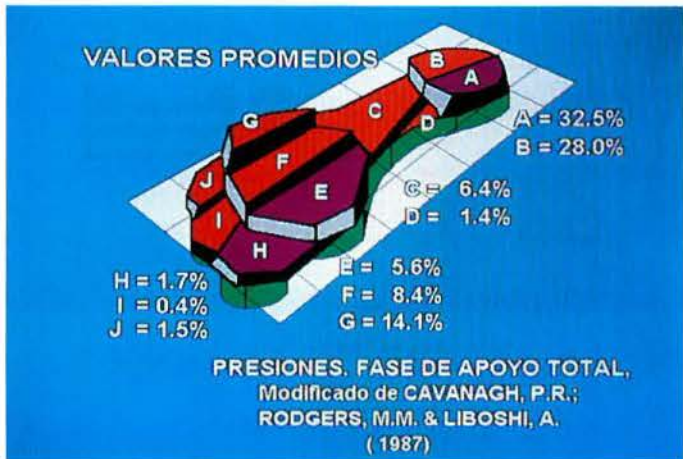 VALORES PROMEDIOS
B
A
C
D
G
F
E
J
I
H
A = 32.5%
B = 28.0%
C = 6.4%
D = 1.4%
E = 5.6%
F = 8.4%
G = 14.1%
H = 1.7%
I = 0.4%
J = 1.5%
PRESIONES. FASE DE APOYO TOTAL,
Modificado de CAVANAGH, P.R.;
RODGERS, M.M. & LIBOSHI, A.
( 1987)